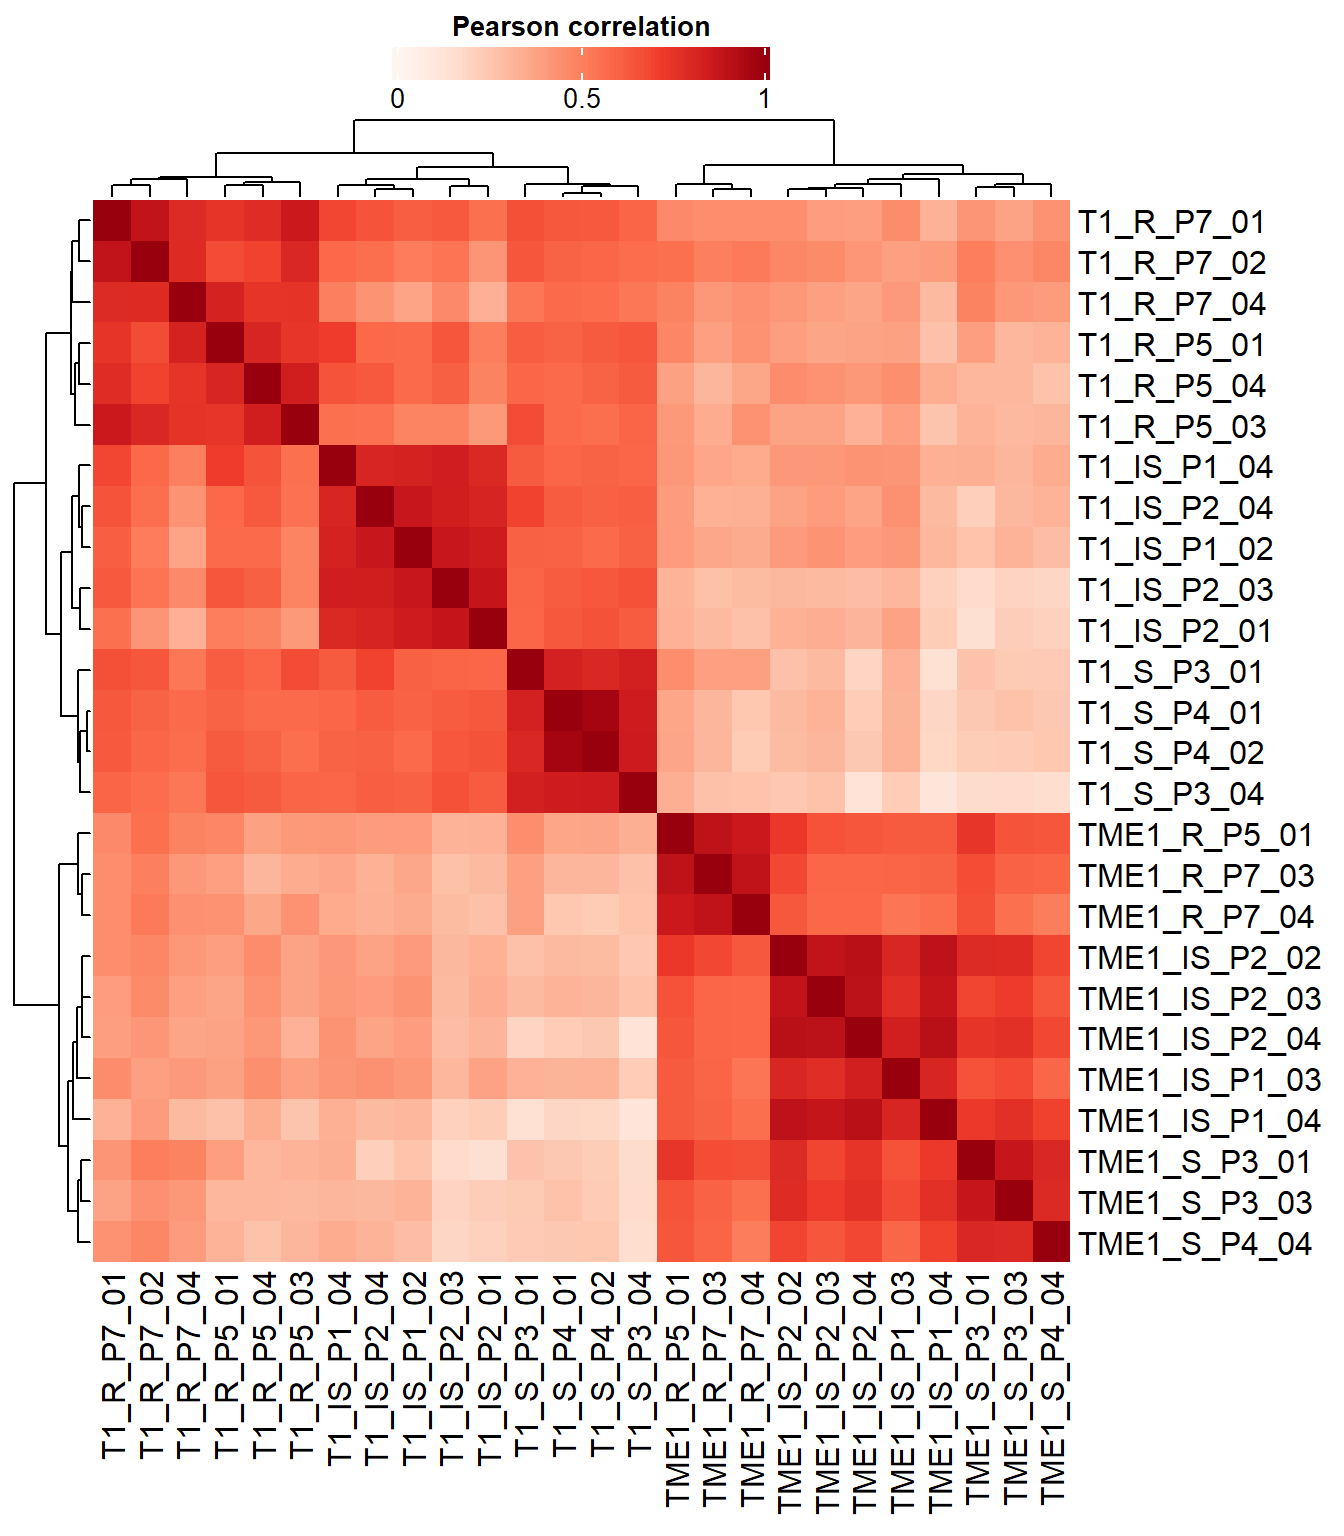 Pearson correlation
0 0.5 1
T1_R_P7_01
T1_R_P7_02
T1_R_P7_04
T1_R_P5_01
T1_R_P5_04
T1_R_P5_03
T1_IS_P1_04
T1_IS_P2_04
T1_IS_P1_02
T1_IS_P2_03
T1_IS_P2_01
T1_S_P3_01
T1_S_P4_01
T1_S_P4_02
T1_S_P3_04
TME1_R_P5_01
TME1_R_P7_03
TME1_R_P7_04
TME1_IS_P2_02
TME1_IS_P2_03
TME1_IS_P2_04
TME1_IS_P1_03
TME1_IS_P1_04
TME1_S_P3_01
TME1_S_P3_03
TME1_S_P4_04
T1_R_P7_01
T1_R_P7_02
T1_R_P7_04
T1_R_P5_01
T1_R_P5_04
T1_R_P5_03
T1_IS_P1_04
T1_IS_P2_04
T1_IS_P1_02
T1_IS_P2_03
T1_IS_P2_01
T1_S_P3_01
T1_S_P4_01
T1_S_P4_02
T1_S_P3_04
TME1_R_P5_01
TME1_R_P7_03
TME1_R_P7_04
TME1_IS_P2_02
TME1_IS_P2_03
TME1_IS_P2_04
TME1_IS_P1_03
TME1_IS_P1_04
TME1_S_P3_01
TME1_S_P3_03
TME1_S_P4_04